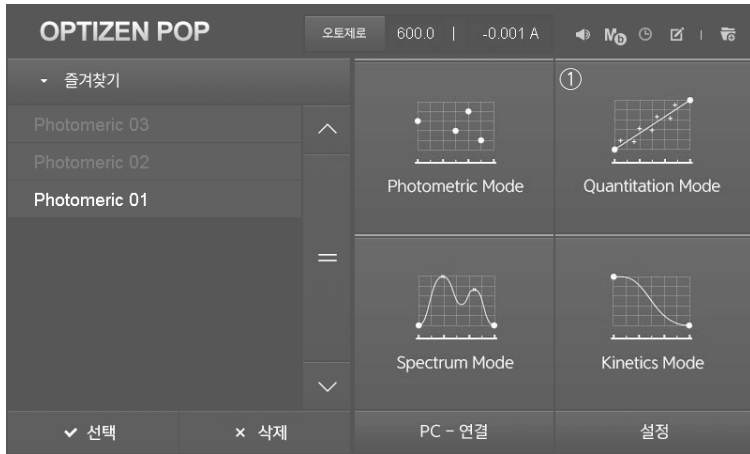 OPTIZEN POP
오토제로 600.0 | -0.001 A
즐겨찾기
Photomeric 03
Photomeric 02
Photomeric 01
선택
삭제
①
Photometric Mode
Quantitation Mode
Spectrum Mode
Kinetics Mode
PC - 연결
설정